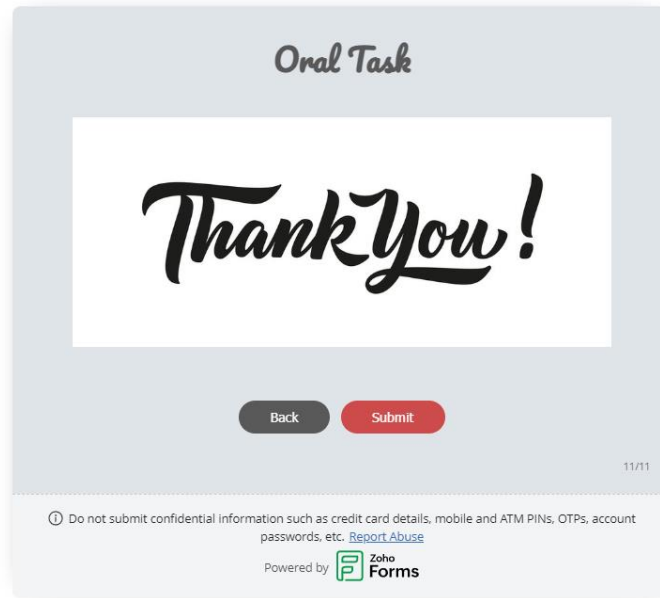 Oral Task
Thank You!
Back Submit
11/11
Do not submit confidential information such as credit card details, mobile and ATM PINs, OTPs, account
passwords, etc. Report Abuse
Powered by Zoho Forms